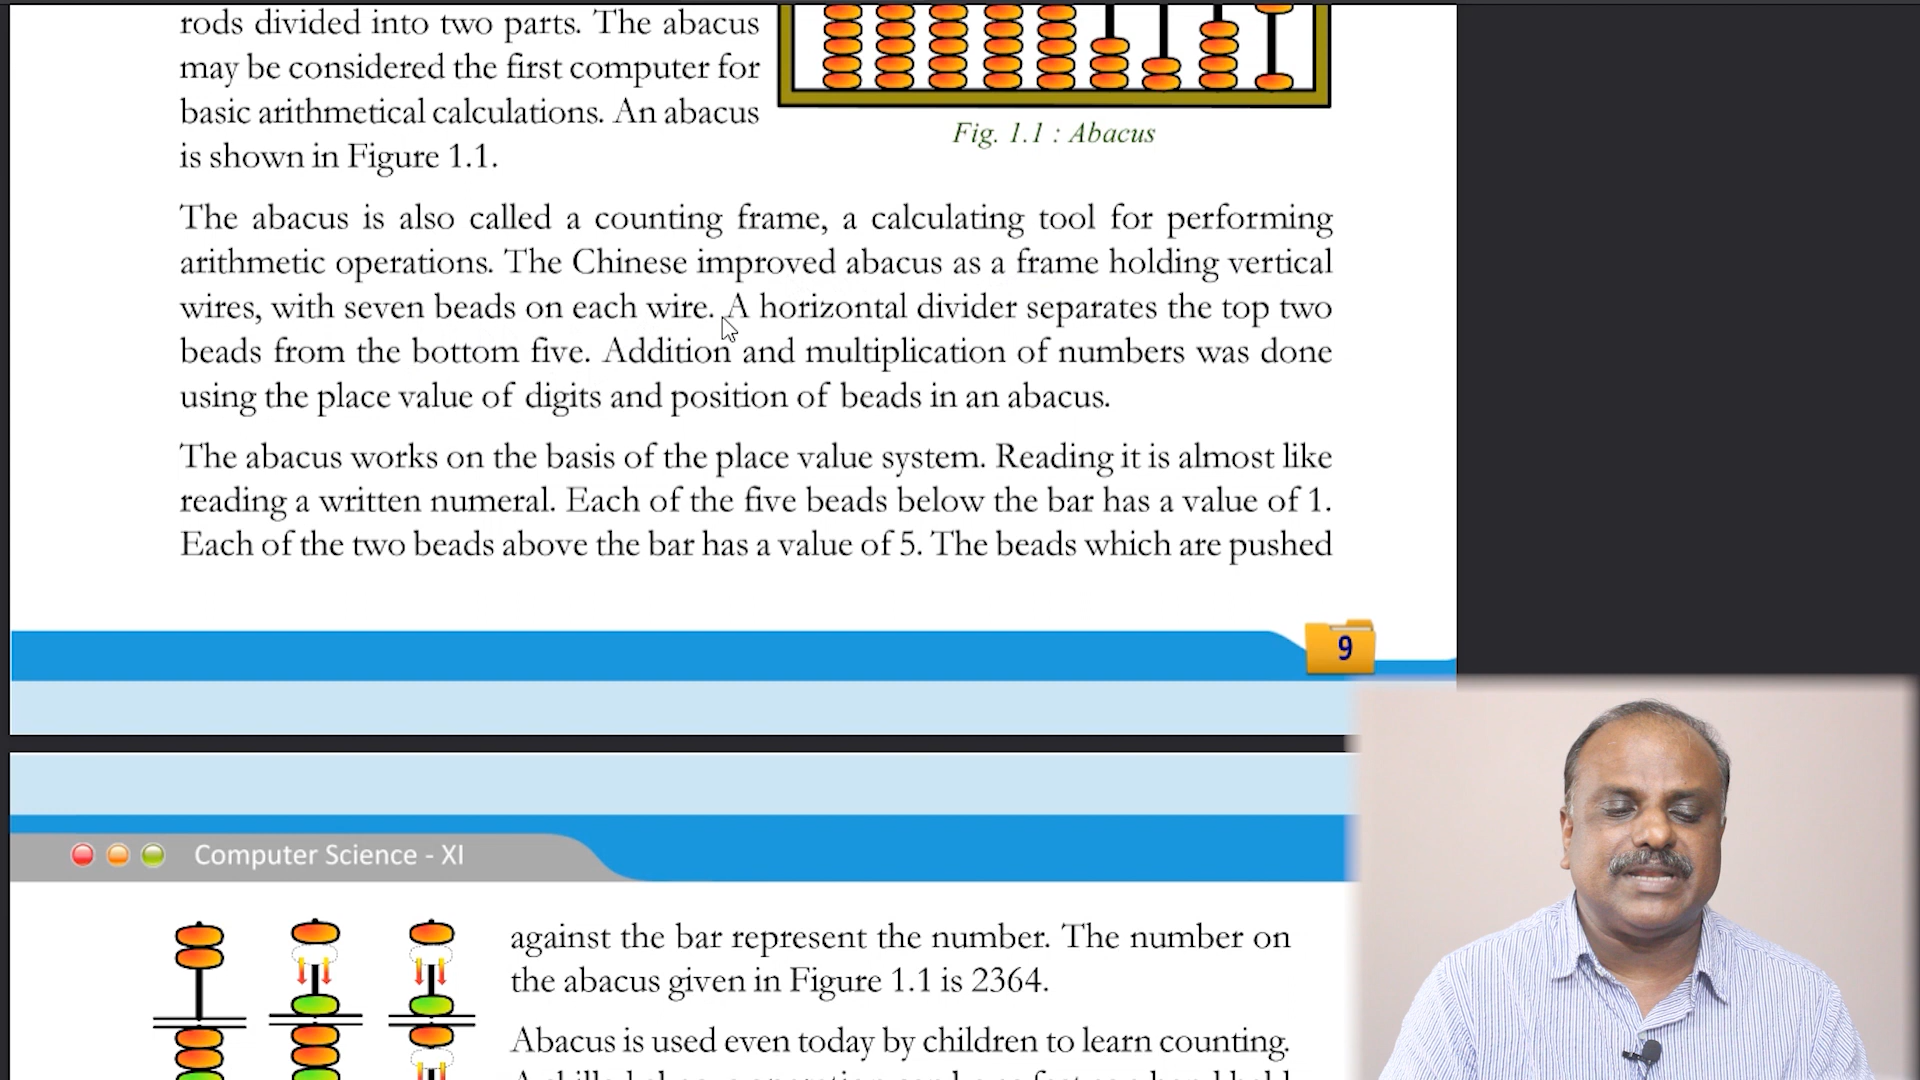 rods divided into two parts. The abacus
may be considered the first computer for
basic arithmetical calculations. An abacus
is shown in Figure 1.1.
Fig. 1.1 : Abacus
The abacus is also called a counting frame, a calculating tool for performing
arithmetic operations. The Chinese improved abacus as a frame holding vertical
wires, with seven beads on each wire. A horizontal divider separates the top two
beads from the bottom five. Addition and multiplication of numbers was done
using the place value of digits and position of beads in an abacus.
The abacus works on the basis of the place value system. Reading it is almost like
reading a written numeral. Each of the five beads below the bar has a value of 1.
Each of the two beads above the bar has a value of 5. The beads which are pushed
9
Computer Science - XI
against the bar represent the number. The number on
the abacus given in Figure 1.1 is 2364.
Abacus is used even today by children to learn counting.